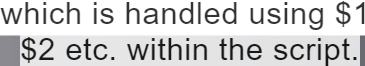 which is handled using $1
$2 etc. within the script.